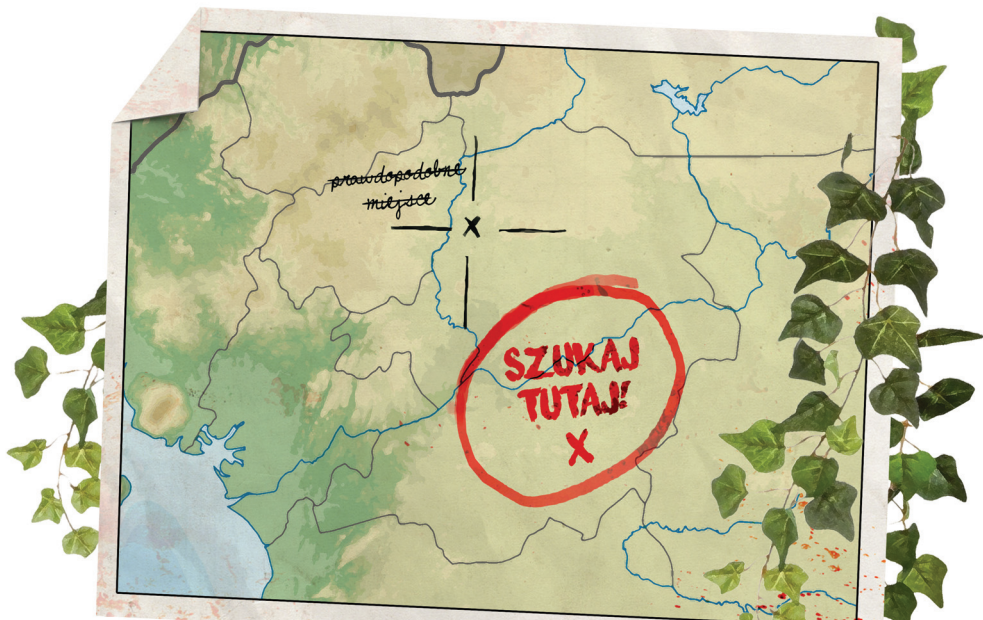 prawdopodobne
miejsce
X
SZUKAJ
TUTAJ!
X